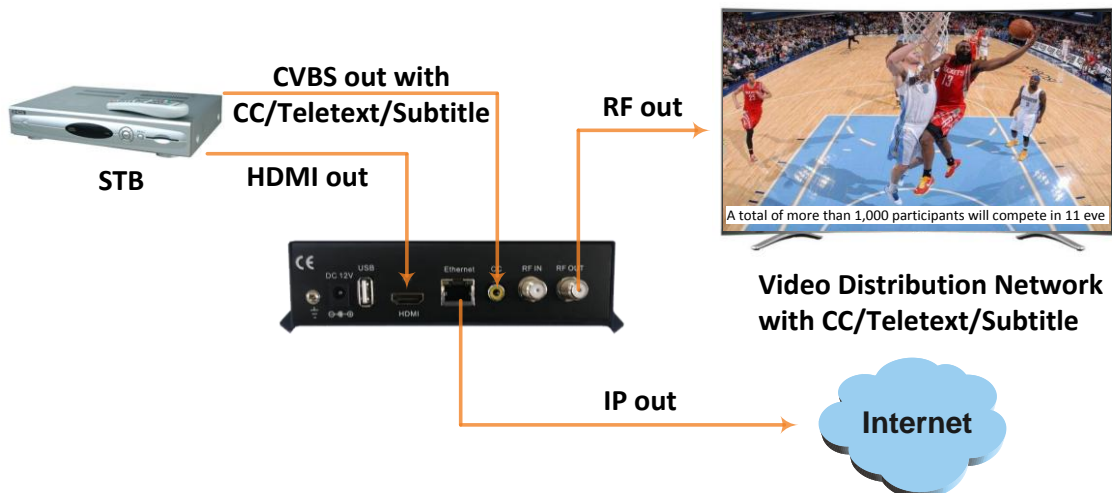 CVBS out with
CC/Teletext/Subtitle
STB
HDMI out
RF out
A total of more than 1,000 participants will compete in 11 eve
13
CE
DC 12V
USB
HDMI
Ethernet
CC
RF IN
RF OUT
Video Distribution Network
with CC/Teletext/Subtitle
IP out
Internet